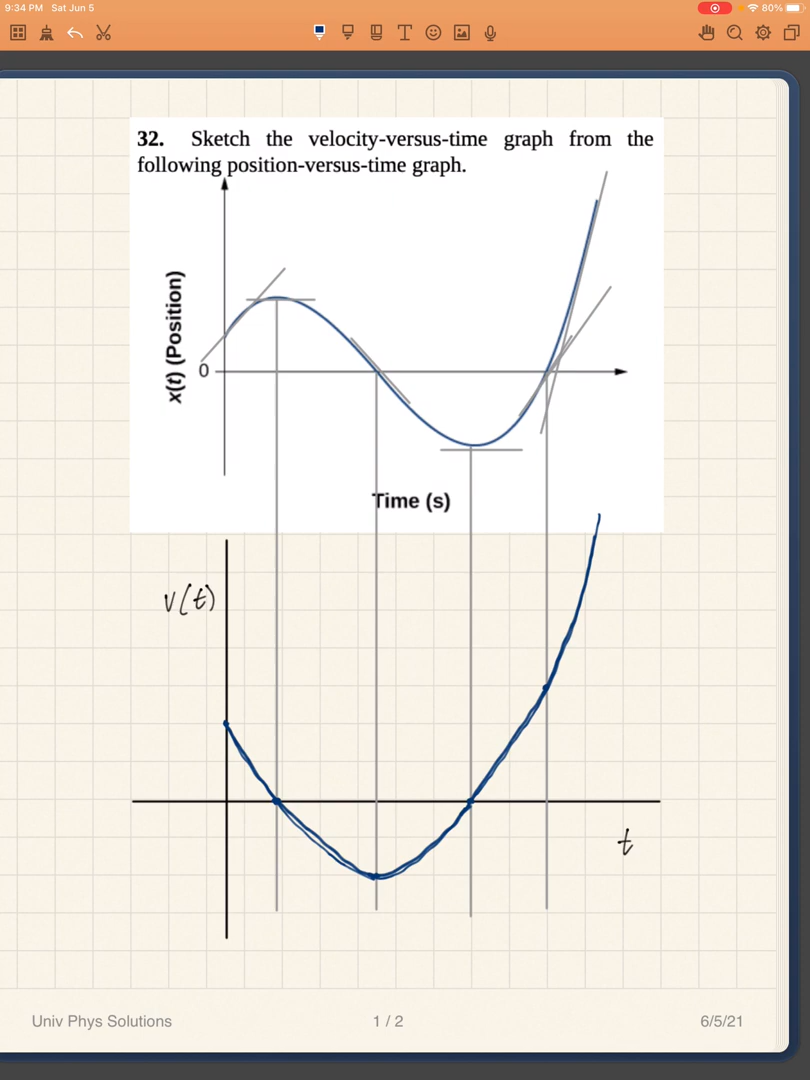 9:34 PM Sat Jun 5
80%
32. Sketch the velocity-versus-time graph from the
following position-versus-time graph.
x(t) (Position)
0
Time (s)
v(t)
t
Univ Phys Solutions
1 / 2
6/5/21